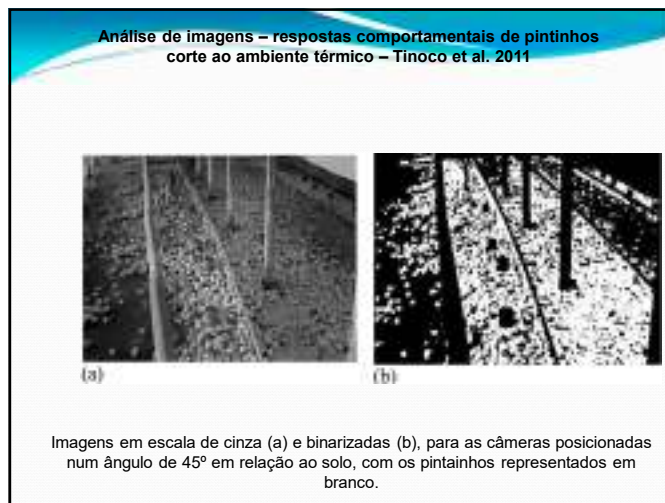 Análise de imagens – respostas comportamentais de pintinhos
corte ao ambiente térmico – Tinoco et al. 2011
(a)
(b)
Imagens em escala de cinza (a) e binarizadas (b), para as câmeras posicionadas
num ângulo de 45º em relação ao solo, com os pintainhos representados em
branco.